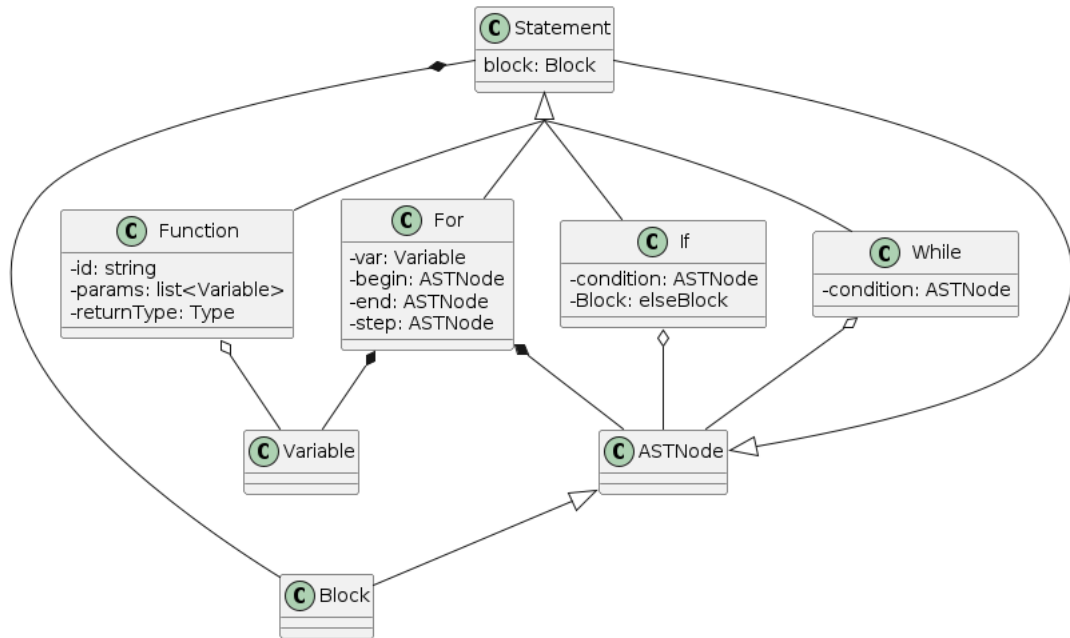 C Statement
block: Block
C Function
-id: string
-params: list<Variable>
-returnType: Type
C For
-var: Variable
-begin: ASTNode
-end: ASTNode
-step: ASTNode
C If
-condition: ASTNode
-Block: elseBlock
C While
-condition: ASTNode
C Variable
C ASTNode
C Block